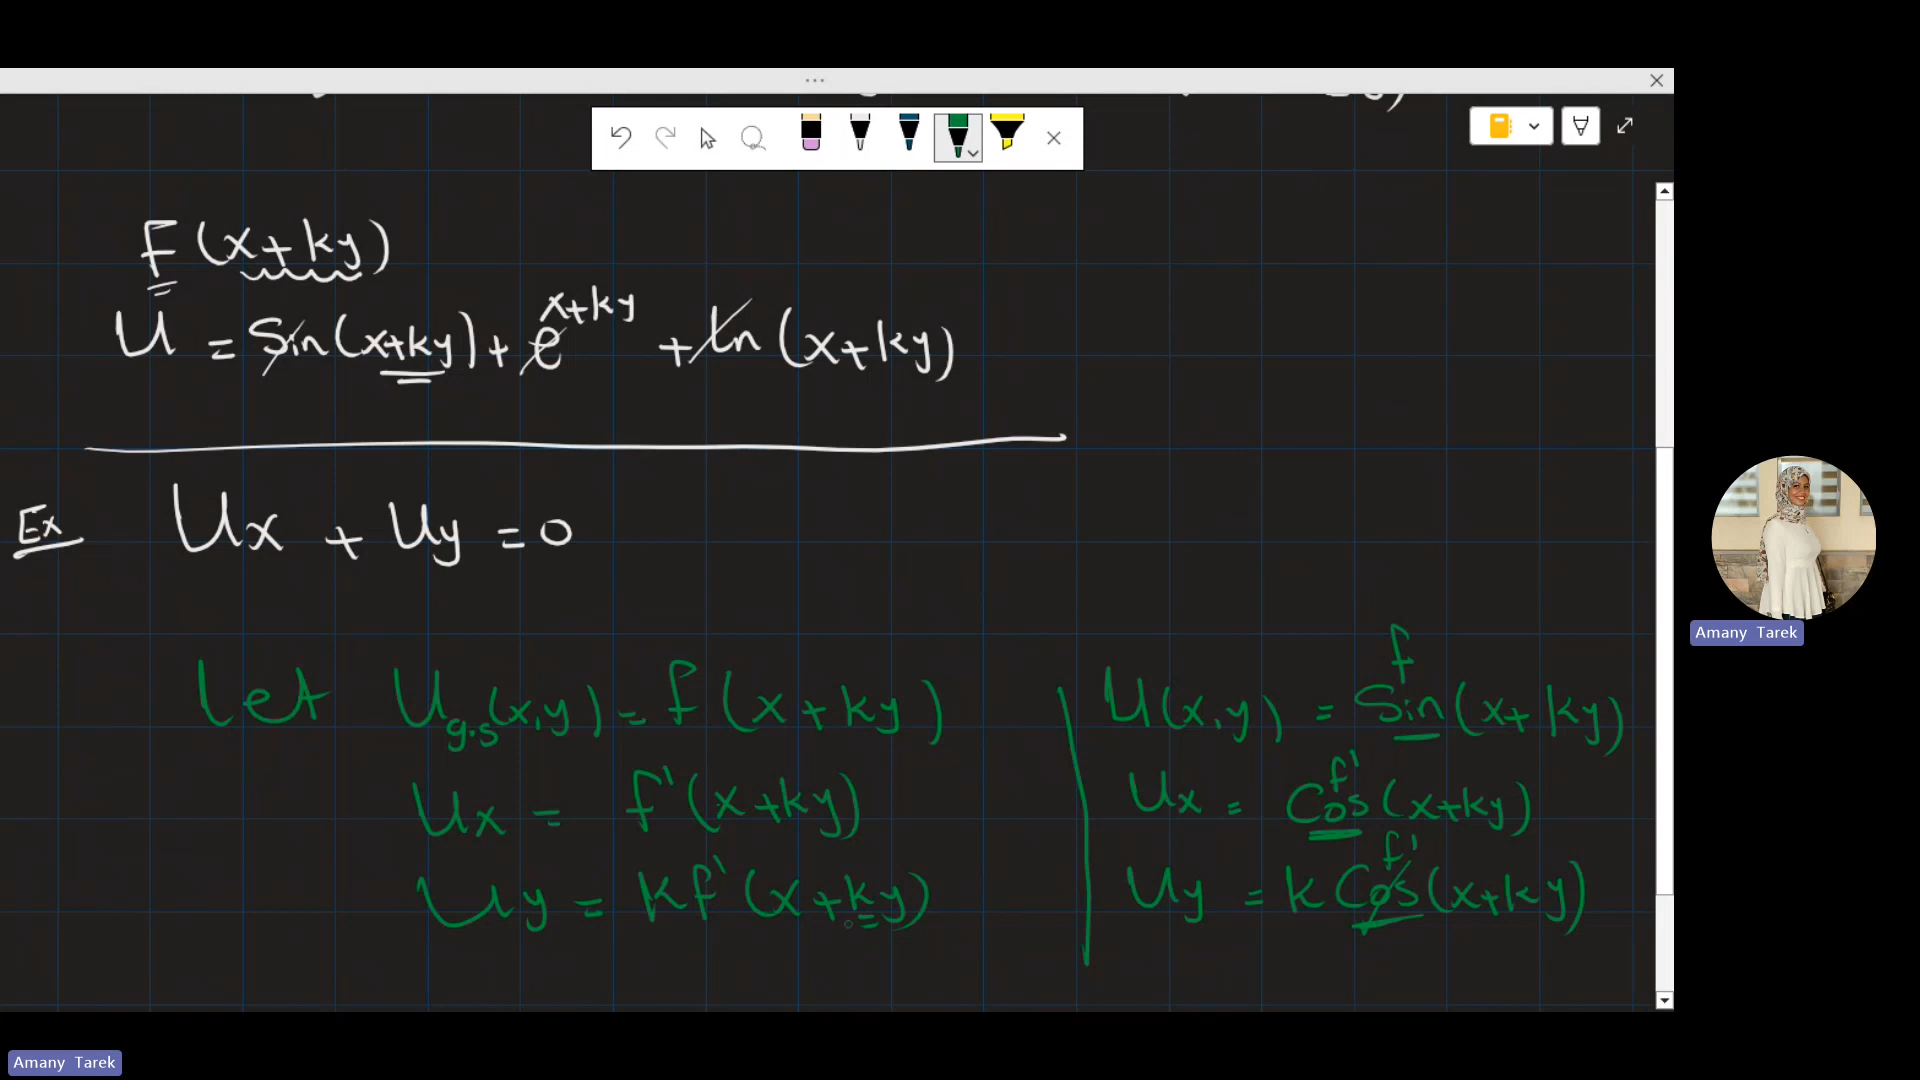 F (x+ky)
U = Sin(x+ky) + e^{x+ky} + ln (x+ky)
Ex Ux + Uy = 0
Let U_{g.s}(x,y) = f (x+ky)
Ux = f'(x+ky)
Uy = kf'(x+ky)
f
U(x,y) = Sin(x+ky)
f'
Ux = Cos(x+ky)
f'
Uy = k Cos(x+ky)
Amany Tarek
Amany Tarek